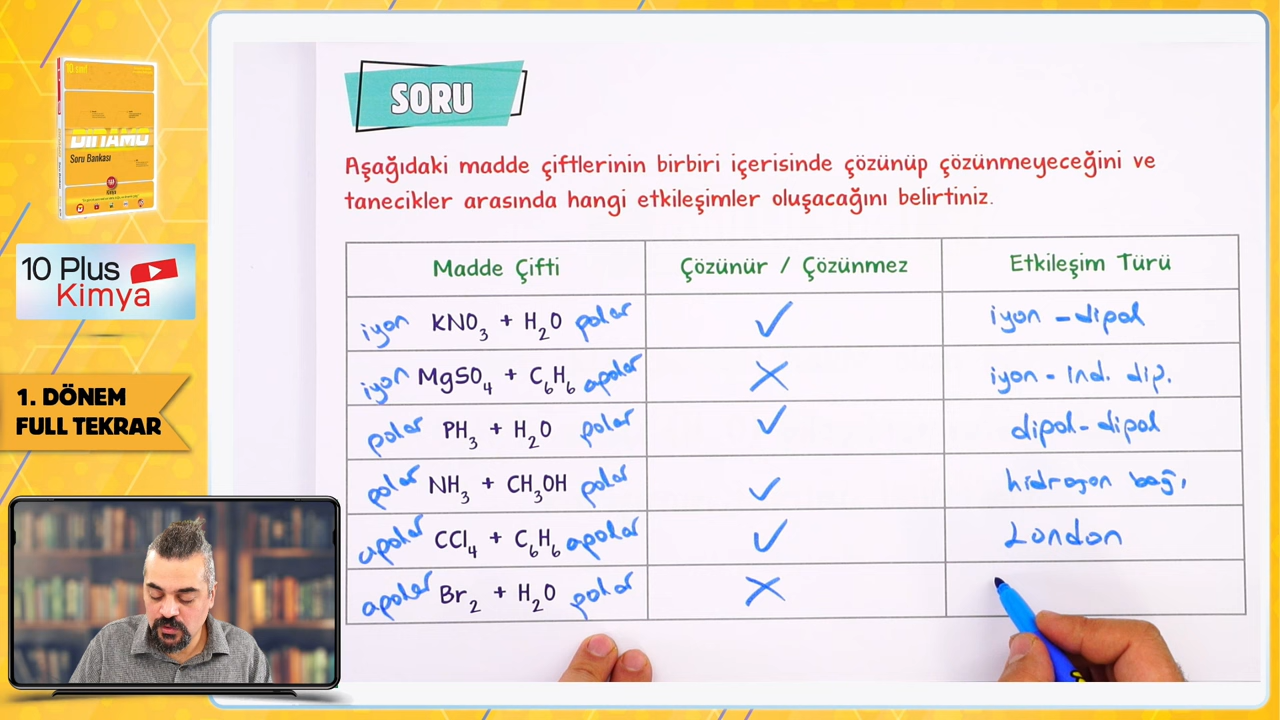 10.sınıf
DİNAMO
Soru Bankası
10 Plus
Kimya
1. DÖNEM
FULL TEKRAR
SORU
Aşağıdaki madde çiftlerinin birbiri içerisinde çözünüp çözünmeyeceğini ve
tanecikler arasında hangi etkileşimler oluşacağını belirtiniz.
Madde Çifti Çözünür / Çözünmez Etkileşim Türü
iyon KNO₃ + H₂O polar ✓ iyon - dipol
iyon MgSO₄ + C₆H₆ apolar X iyon - ind. dip.
polar PH₃ + H₂O polar ✓ dipol - dipol
polar NH₃ + CH₃OH polar ✓ hidrojen bağı
apolar CCl₄ + C₆H₆ apolar ✓ London
apolar Br₂ + H₂O polar X